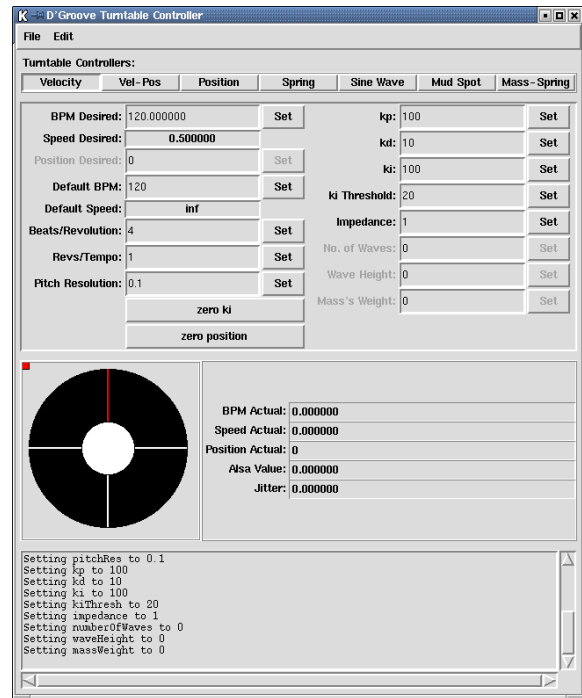 D'Groove Turntable Controller
File Edit
Turntable Controllers:
Velocity Vel-Pos Position Spring Sine Wave Mud Spot Mass-Spring
BPM Desired: 120.000000 Set
Speed Desired: 0.500000
Position Desired: 0 Set
Default BPM: 120 Set
Default Speed: inf
Beats/Revolution: 4 Set
Revs/Tempo: 1 Set
Pitch Resolution: 0.1 Set
zero ki
zero position
kp: 100 Set
kd: 10 Set
ki: 100 Set
ki Threshold: 20 Set
Impedance: 1 Set
No. of Waves: 0 Set
Wave Height: 0 Set
Mass's Weight: 0 Set
BPM Actual: 0.000000
Speed Actual: 0.000000
Position Actual: 0
Alsa Value: 0.000000
Jitter: 0.000000
Setting pitchRes to 0.1
Setting kp to 100
Setting kd to 10
Setting ki to 100
Setting kiThresh to 20
Setting impedance to 1
Setting numberOfWaves to 0
Setting waveHeight to 0
Setting massWeight to 0